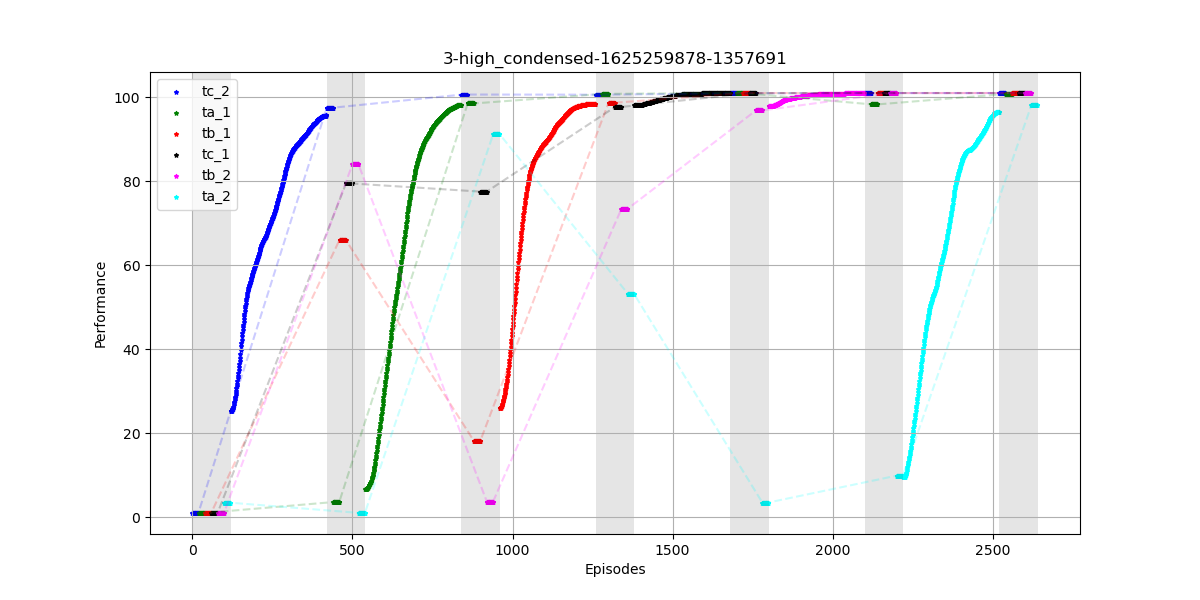 3-high_condensed-1625259878-1357691
tc_2
ta_1
tb_1
tc_1
tb_2
ta_2
100
80
60
40
20
0
Performance
0 500 1000 1500 2000 2500
Episodes